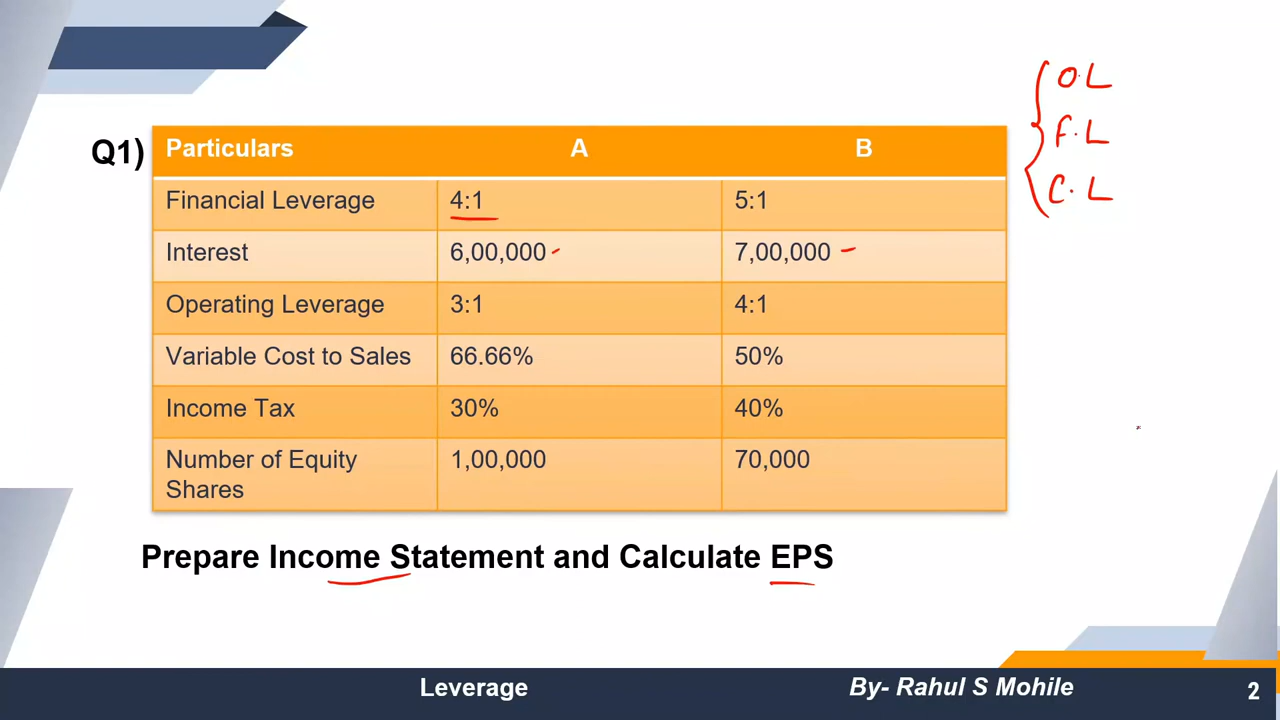 O.L
F.L
C.L
Q1)
Particulars A B
Financial Leverage 4:1 5:1
Interest 6,00,000 7,00,000
Operating Leverage 3:1 4:1
Variable Cost to Sales 66.66% 50%
Income Tax 30% 40%
Number of Equity 1,00,000 70,000
Shares
Prepare Income Statement and Calculate EPS
Leverage By- Rahul S Mohile 2